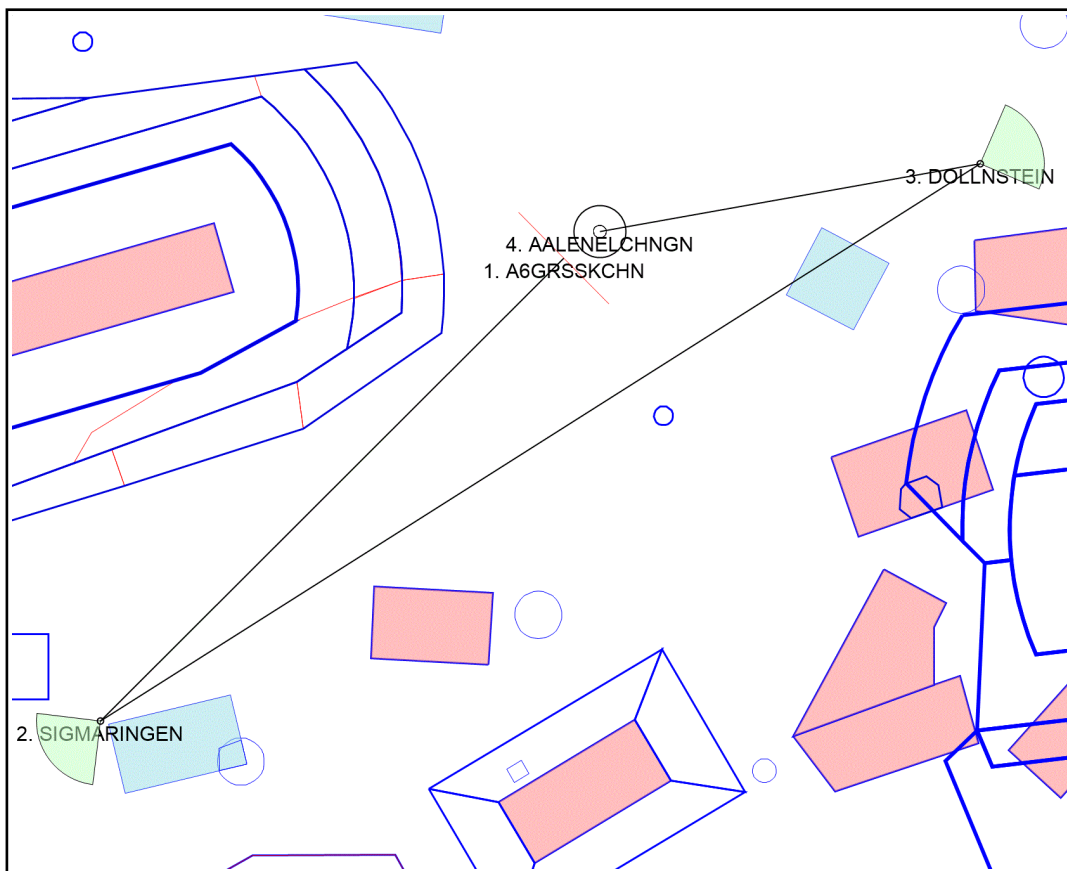 3. DOLLNSTEIN
4. AALENELCHNGN
1. A6GRSSKCHN
2. SIGMARINGEN